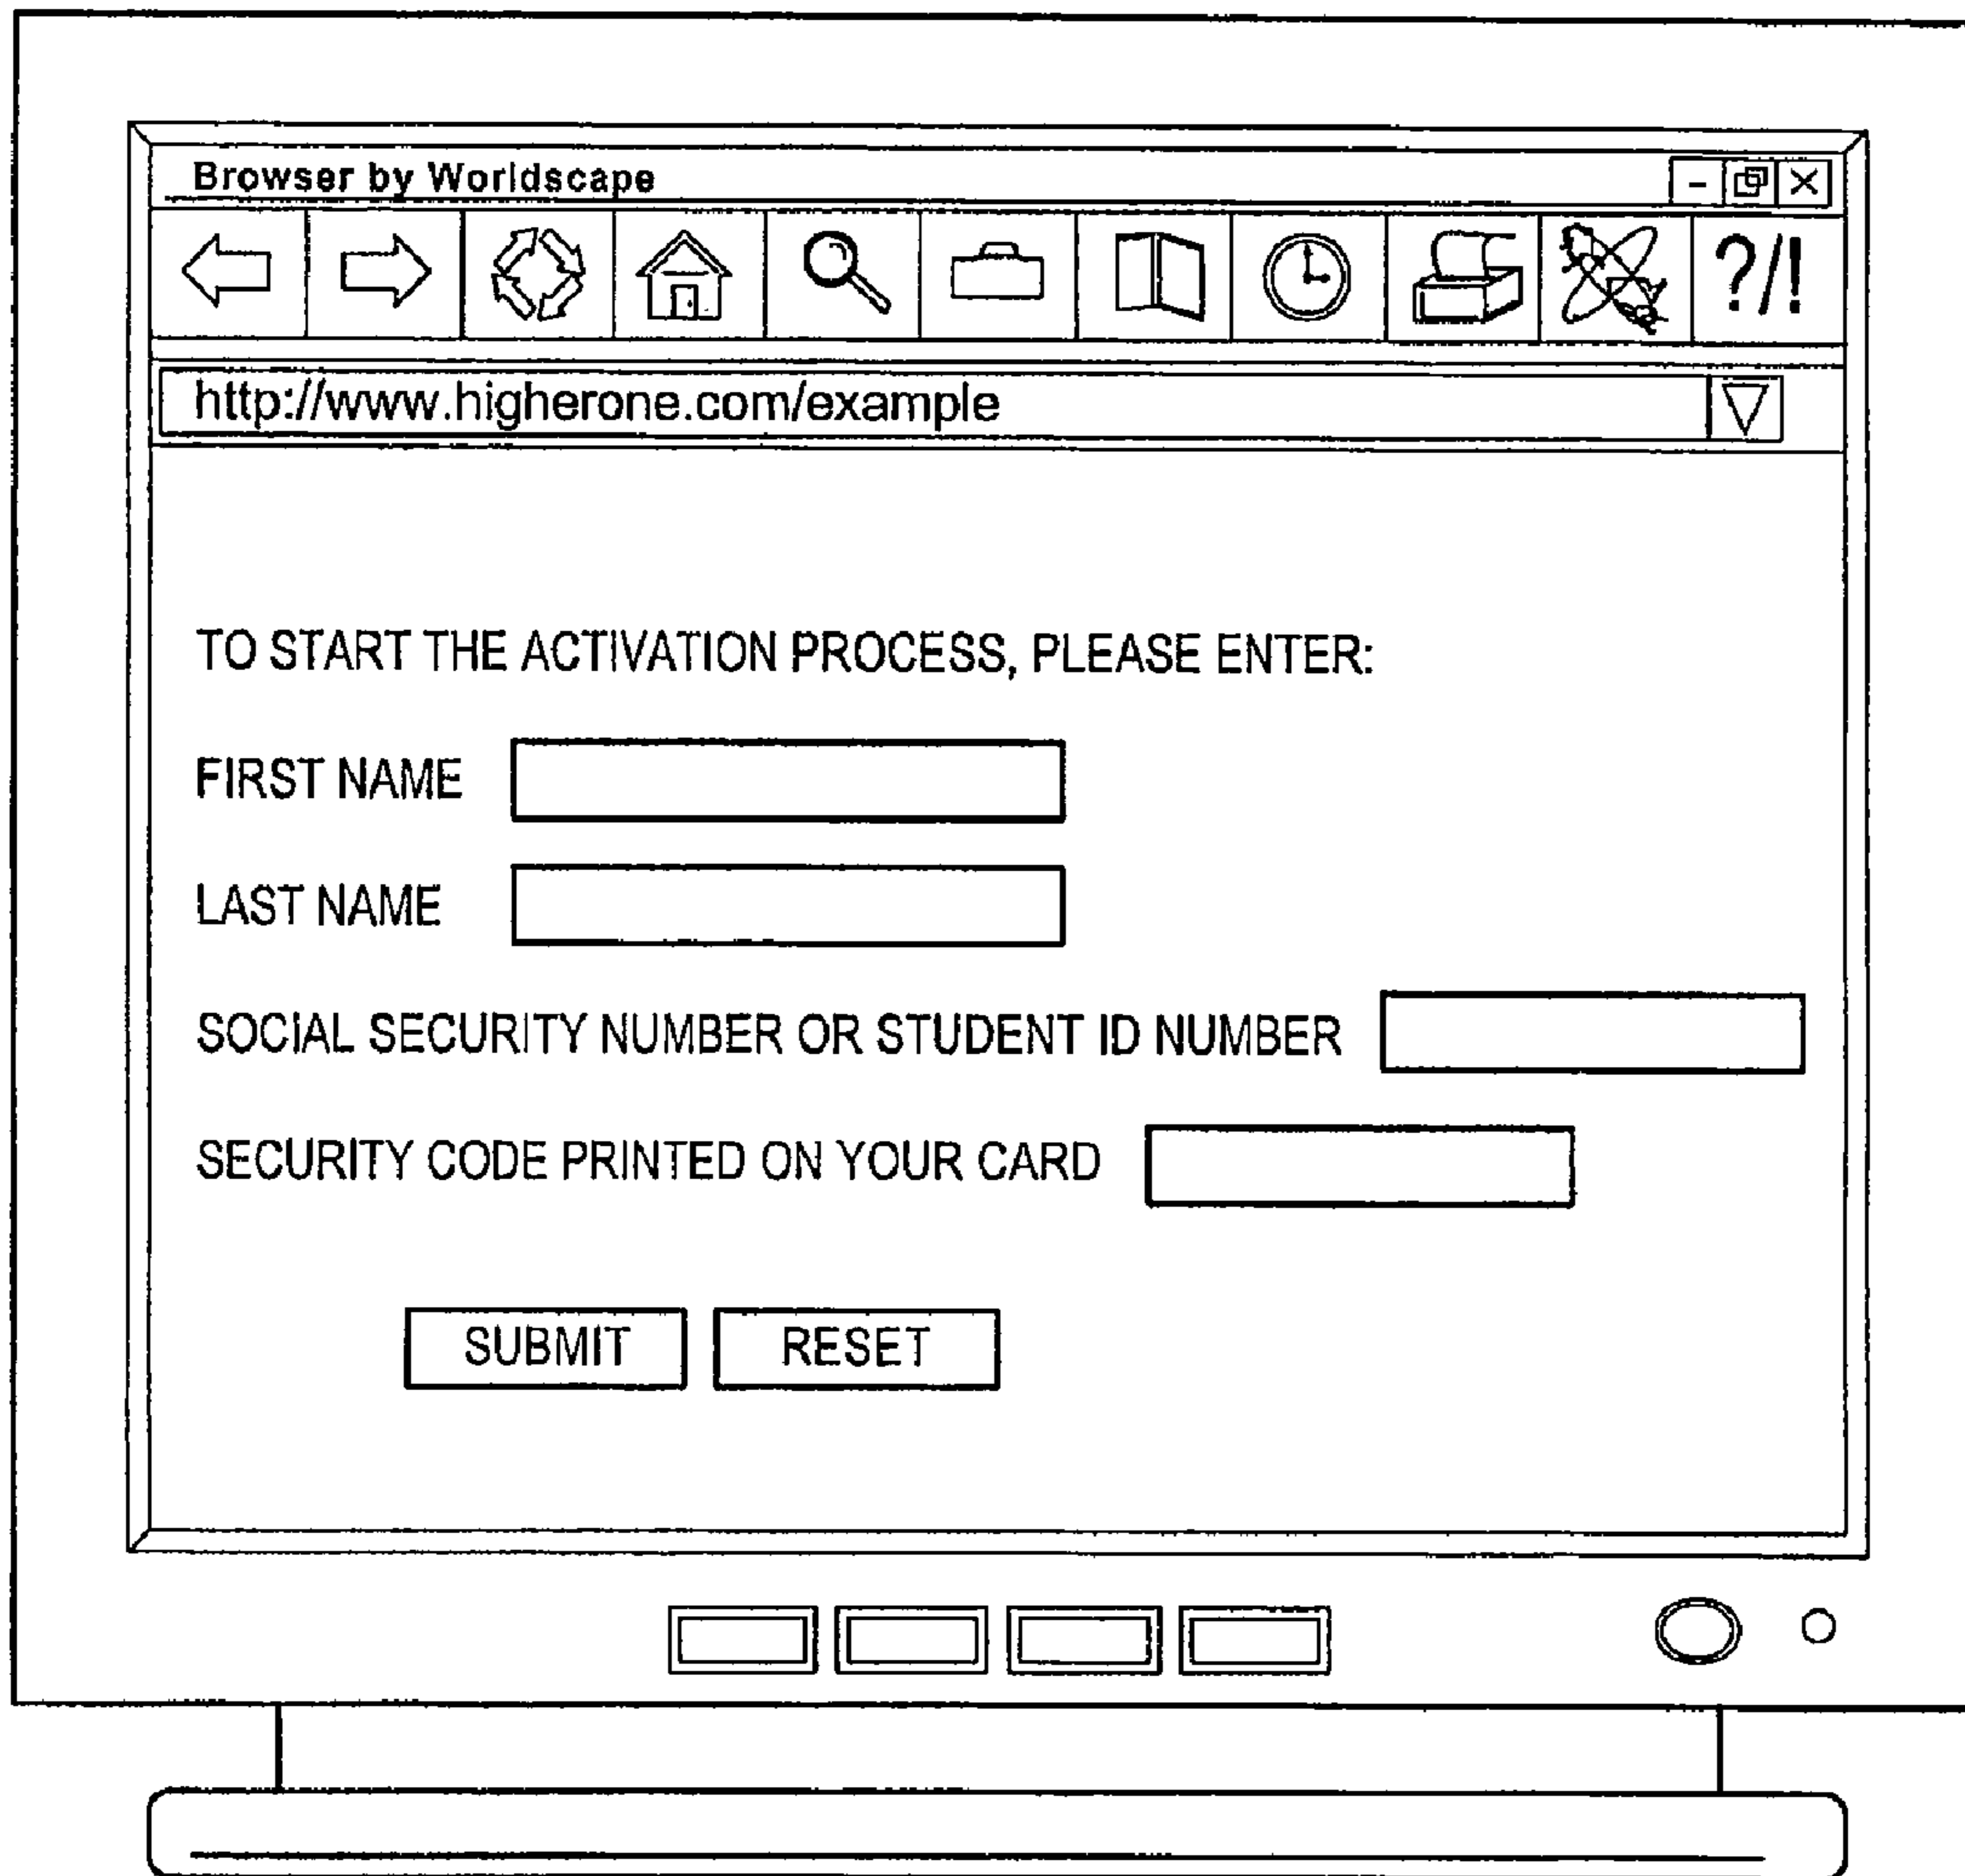 Browser by Worldscape
?/!
http://www.higherone.com/example
TO START THE ACTIVATION PROCESS, PLEASE ENTER:
FIRST NAME
LAST NAME
SOCIAL SECURITY NUMBER OR STUDENT ID NUMBER
SECURITY CODE PRINTED ON YOUR CARD
SUBMIT RESET